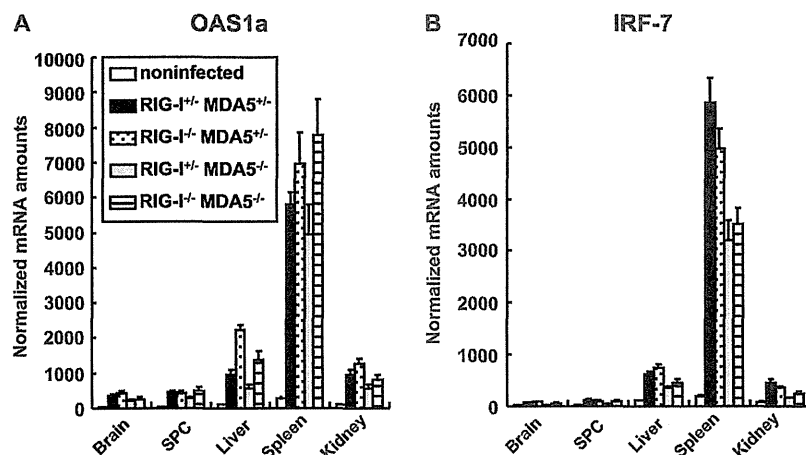 A
OAS1a
Normalized mRNA amounts
10000
9000
8000
7000
6000
5000
4000
3000
2000
1000
0
noninfected
RIG-I+/- MDA5+/-
RIG-I-/- MDA5+/-
RIG-I+/- MDA5-/-
RIG-I-/- MDA5-/-
Brain
SPC
Liver
Spleen
Kidney
B
IRF-7
Normalized mRNA amounts
7000
6000
5000
4000
3000
2000
1000
0
Brain
SPC
Liver
Spleen
Kidney